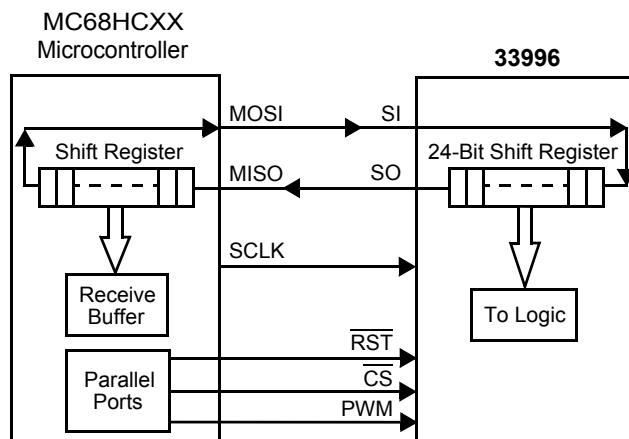 MC68HCXX
Microcontroller
33996
MOSI
SI
Shift Register
24-Bit Shift Register
MISO
SO
SCLK
Receive
Buffer
To Logic
RST
Parallel
Ports
CS
PWM